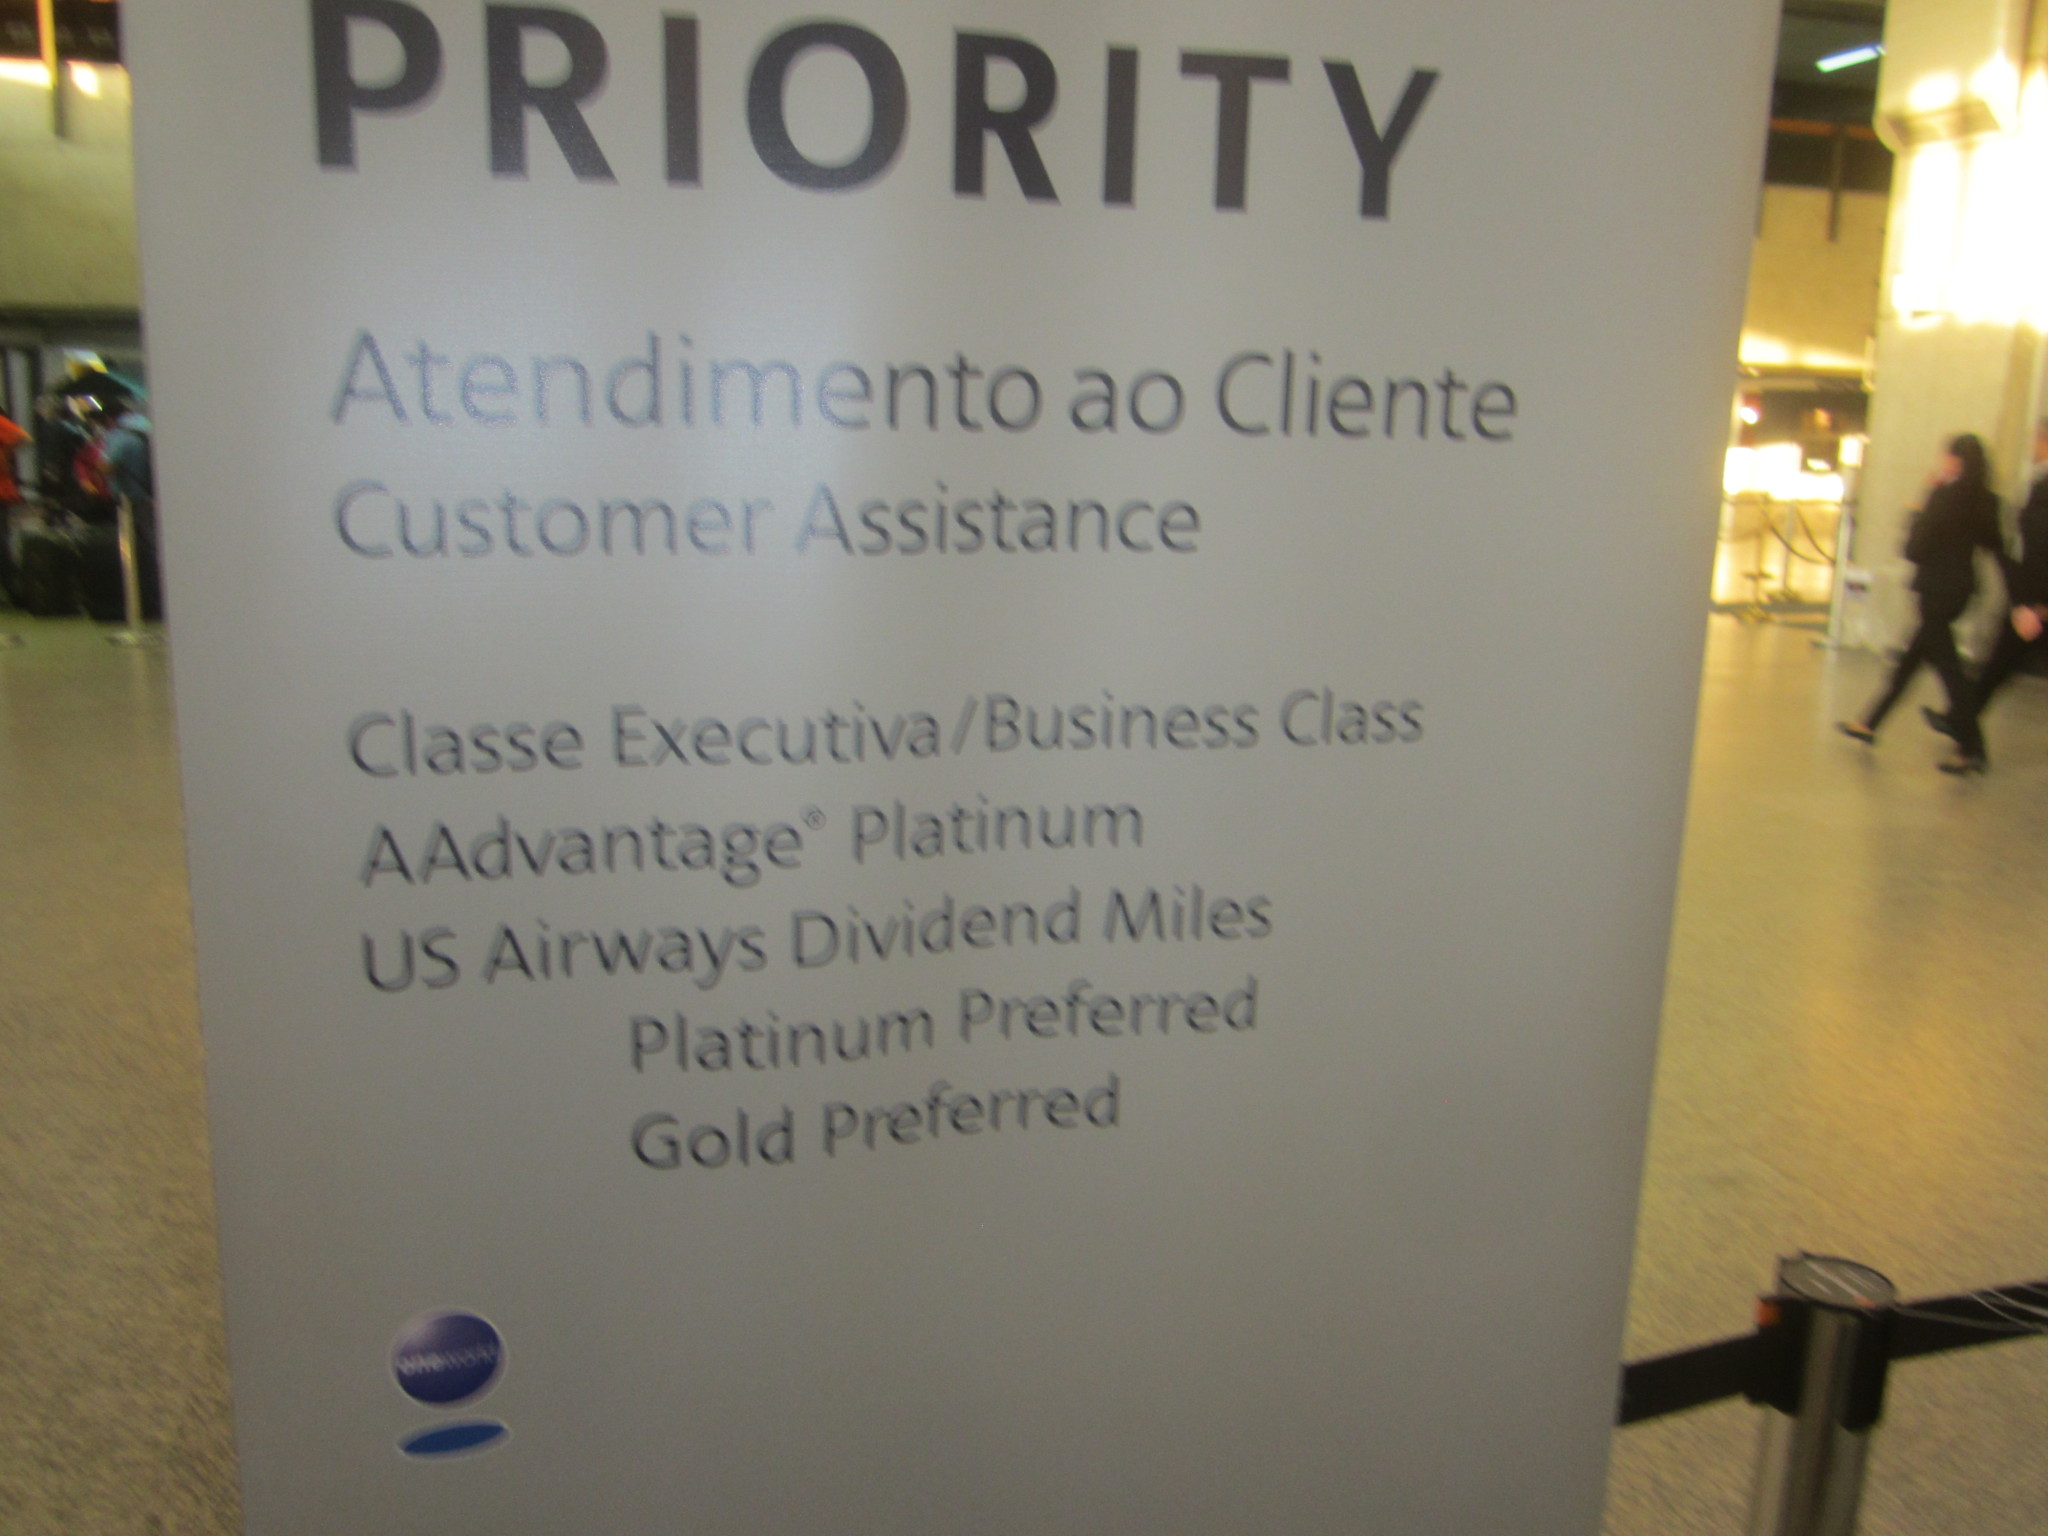 PRIORITY
Atendimento ao Cliente
Customer Assistance
Classe Executiva/Business Class
AAdvantage® Platinum
US Airways Dividend Miles
Platinum Preferred
Gold Preferred
oneworld